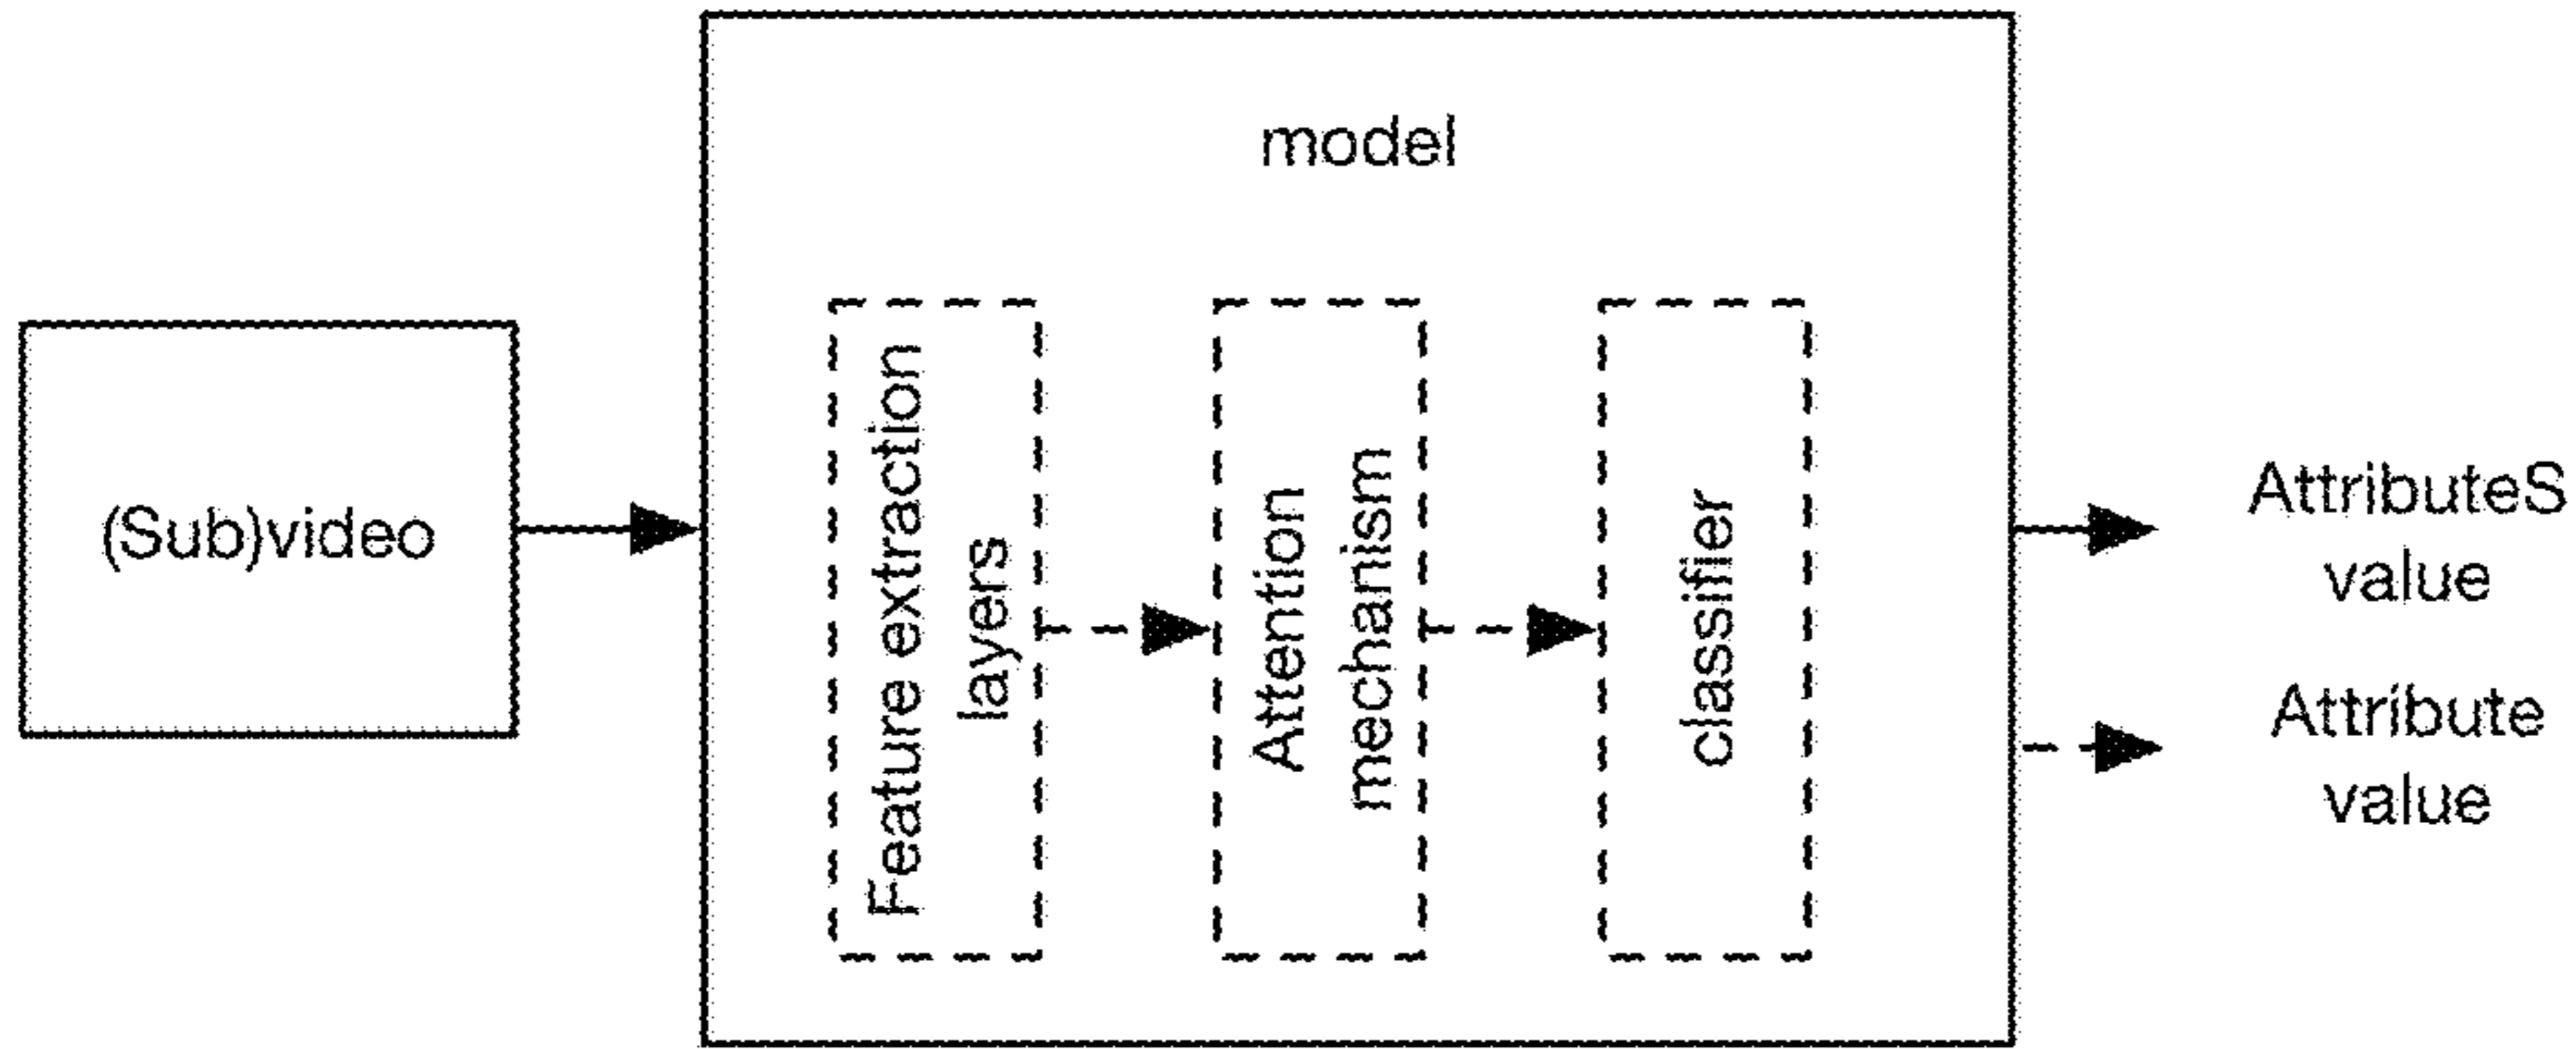 model
(Sub)video
Feature extraction
layers
Attention
mechanism
classifier
AttributeS
value
Attribute
value